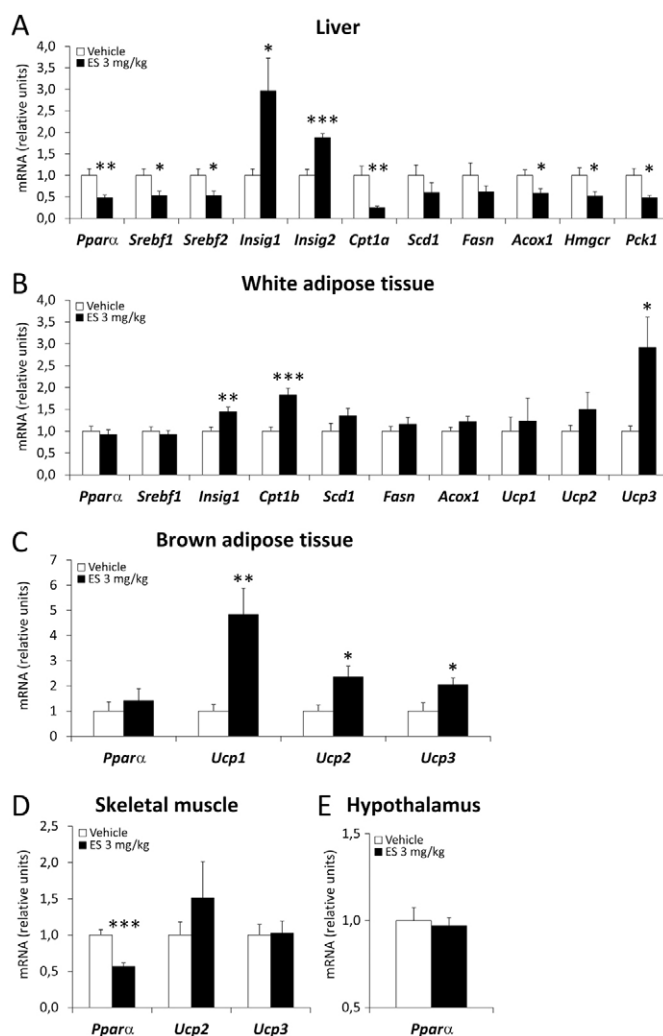 A
Liver
Vehicle
ES 3 mg/kg
mRNA (relative units)
4,0
3,5
3,0
2,5
2,0
1,5
1,0
0,5
0,0
** * * * *** ** * * *
Pparα Srebf1 Srebf2 Insig1 Insig2 Cpt1a Scd1 Fasn Acox1 Hmgcr Pck1
B
White adipose tissue
Vehicle
ES 3 mg/kg
mRNA (relative units)
4,0
3,5
3,0
2,5
2,0
1,5
1,0
0,5
0,0
** *** *
Pparα Srebf1 Insig1 Cpt1b Scd1 Fasn Acox1 Ucp1 Ucp2 Ucp3
C
Brown adipose tissue
Vehicle
ES 3 mg/kg
mRNA (relative units)
7
6
5
4
3
2
1
0
** * *
Pparα Ucp1 Ucp2 Ucp3
D
Skeletal muscle
Vehicle
ES 3 mg/kg
mRNA (relative units)
2,5
2,0
1,5
1,0
0,5
0,0
***
Pparα Ucp2 Ucp3
E
Hypothalamus
Vehicle
ES 3 mg/kg
mRNA (relative units)
1,5
1,0
0,5
Pparα